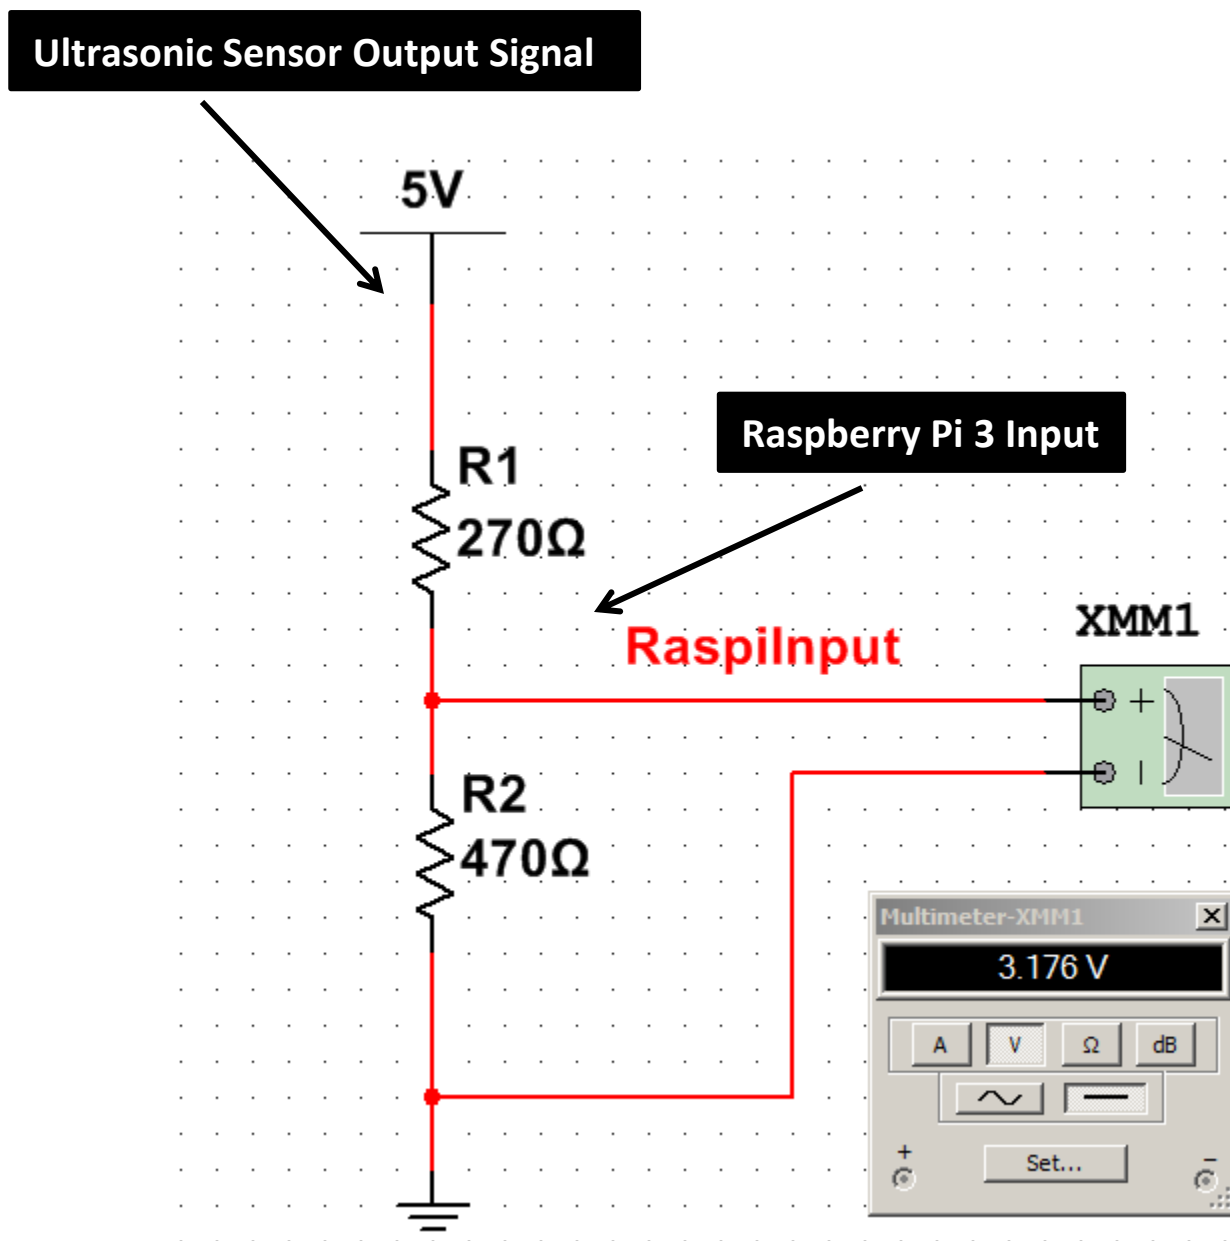 Ultrasonic Sensor Output Signal
5V
Raspberry Pi 3 Input
R1
270Ω
RaspiInput
XMM1
+
−
R2
470Ω
Multimeter-XMM1
3.176 V
A V Ω dB
Set...
+ −